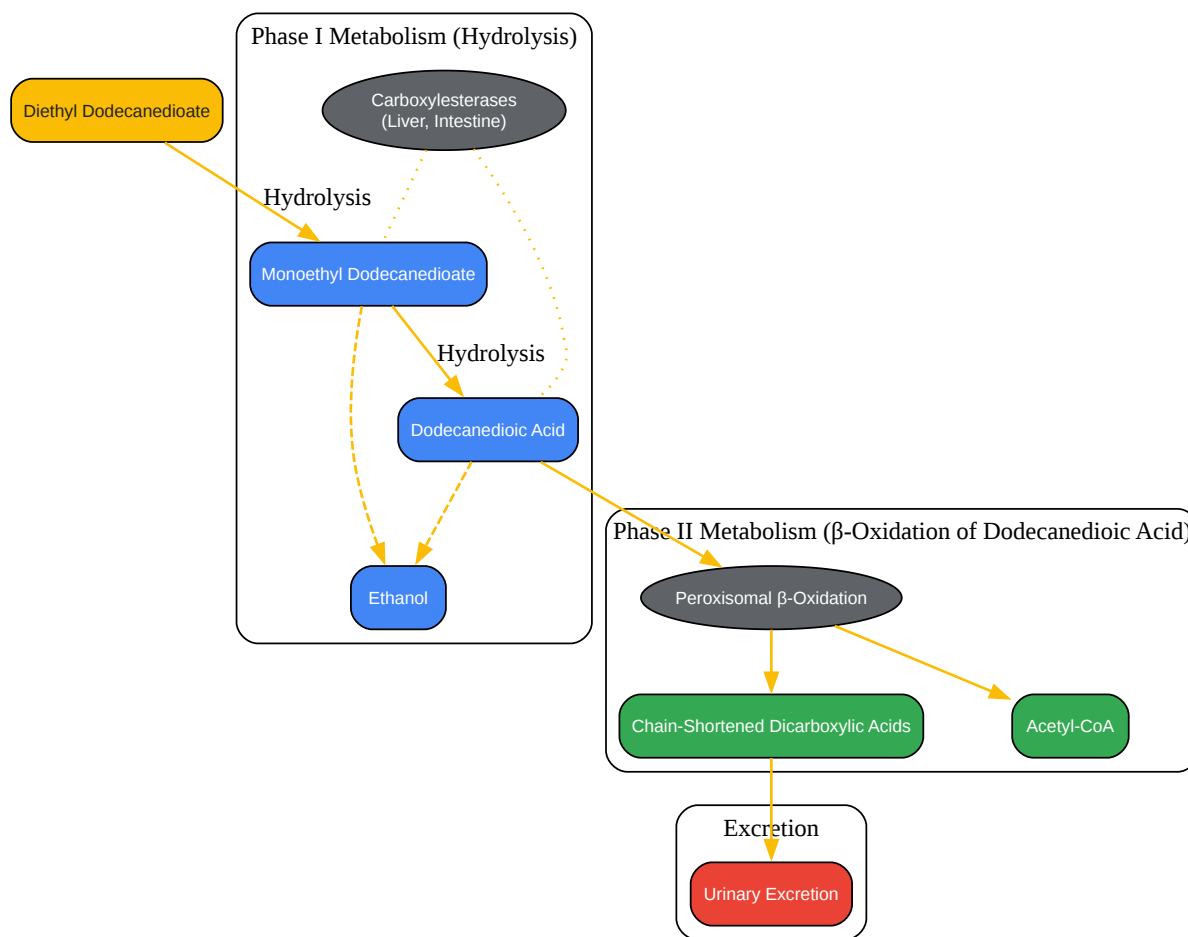 Phase I Metabolism (Hydrolysis)
Diethyl Dodecanedioate
Carboxylesterases
(Liver, Intestine)
Hydrolysis
Monoethyl Dodecanedioate
Hydrolysis
Dodecanedioic Acid
Ethanol
Phase II Metabolism (β-Oxidation of Dodecanedioic Acid)
Peroxisomal β-Oxidation
Chain-Shortened Dicarboxylic Acids
Acetyl-CoA
Excretion
Urinary Excretion